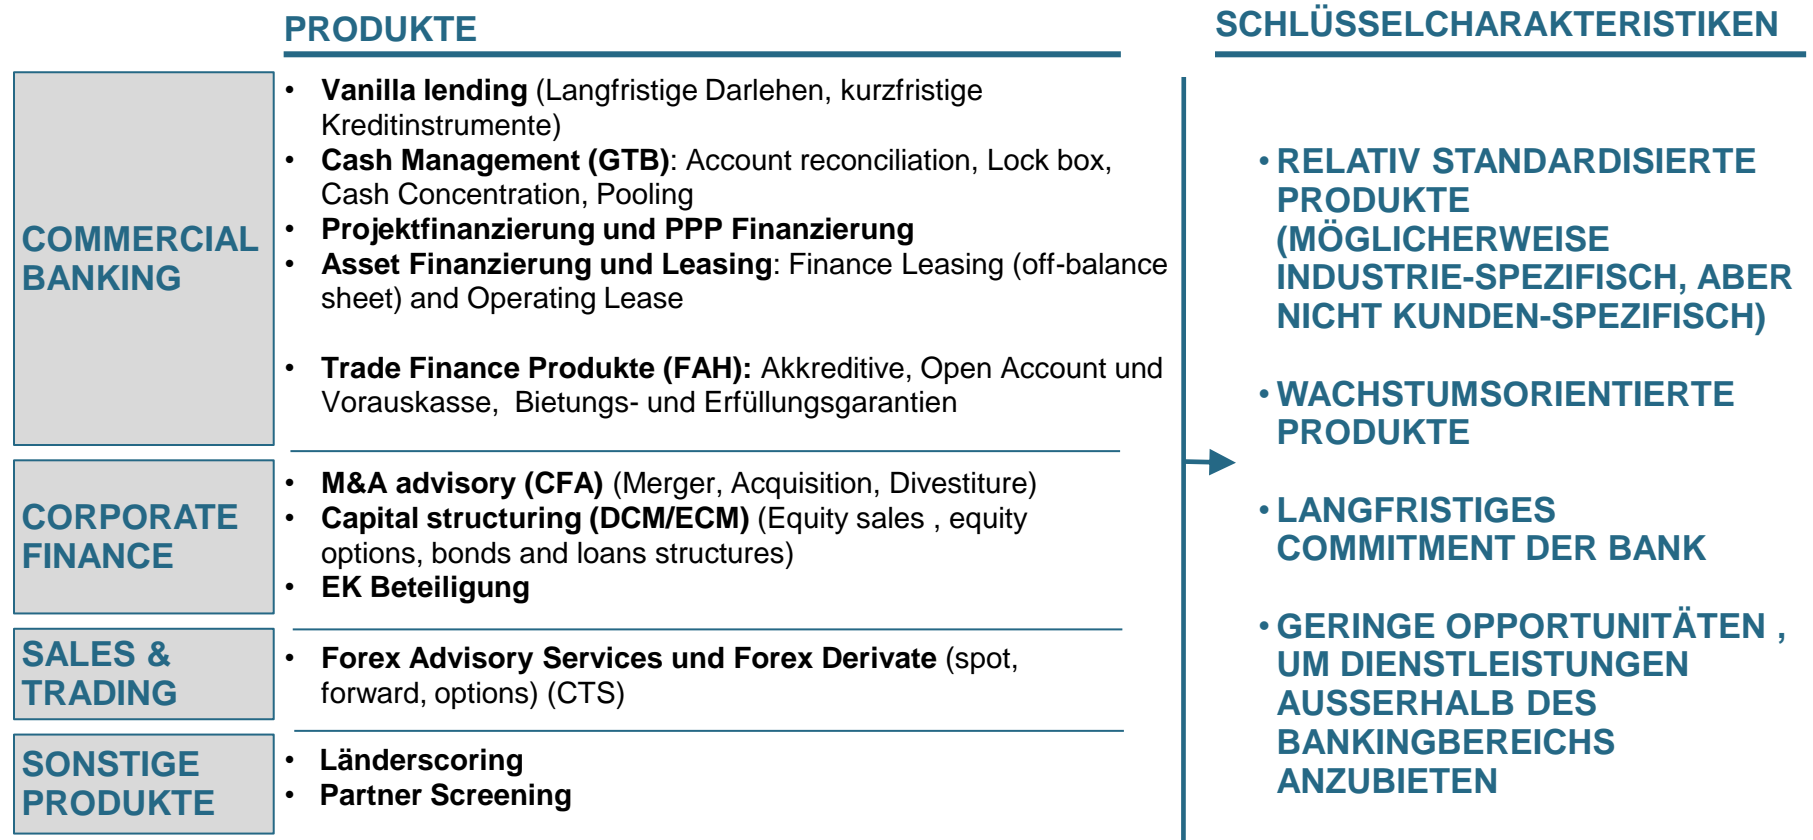 PRODUKTE
SCHLÜSSELCHARAKTERISTIKEN
COMMERCIAL
BANKING
• Vanilla lending (Langfristige Darlehen, kurzfristige
Kreditinstrumente)
• Cash Management (GTB): Account reconciliation, Lock box,
Cash Concentration, Pooling
• Projektfinanzierung und PPP Finanzierung
• Asset Finanzierung und Leasing: Finance Leasing (off-balance
sheet) and Operating Lease
• Trade Finance Produkte (FAH): Akkreditive, Open Account und
Vorauskasse, Bietungs- und Erfüllungsgarantien
CORPORATE
FINANCE
• M&A advisory (CFA) (Merger, Acquisition, Divestiture)
• Capital structuring (DCM/ECM) (Equity sales , equity
options, bonds and loans structures)
• EK Beteiligung
SALES &
TRADING
• Forex Advisory Services und Forex Derivate (spot,
forward, options) (CTS)
SONSTIGE
PRODUKTE
• Länderscoring
• Partner Screening
• RELATIV STANDARDISIERTE
PRODUKTE
(MÖGLICHERWEISE
INDUSTRIE-SPEZIFISCH, ABER
NICHT KUNDEN-SPEZIFISCH)
• WACHSTUMSORIENTIERTE
PRODUKTE
• LANGFRISTIGES
COMMITMENT DER BANK
• GERINGE OPPORTUNITÄTEN ,
UM DIENSTLEISTUNGEN
AUSSERHALB DES
BANKINGBEREICHS
ANZUBIETEN